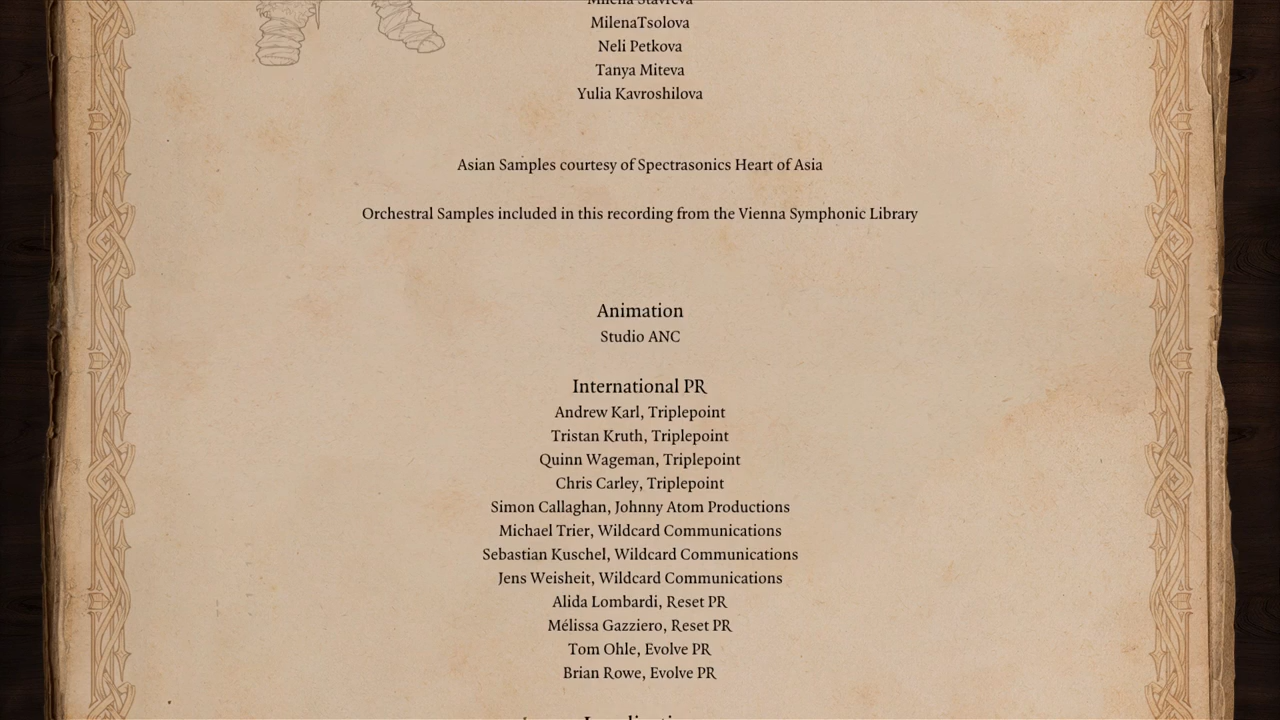 Milena Stavreva
MilenaTsolova
Neli Petkova
Tanya Miteva
Yulia Kavroshilova
Asian Samples courtesy of Spectrasonics Heart of Asia
Orchestral Samples included in this recording from the Vienna Symphonic Library
Animation
Studio ANC
International PR
Andrew Karl, Triplepoint
Tristan Kruth, Triplepoint
Quinn Wageman, Triplepoint
Chris Carley, Triplepoint
Simon Callaghan, Johnny Atom Productions
Michael Trier, Wildcard Communications
Sebastian Kuschel, Wildcard Communications
Jens Weisheit, Wildcard Communications
Alida Lombardi, Reset PR
Mélissa Gazziero, Reset PR
Tom Ohle, Evolve PR
Brian Rowe, Evolve PR